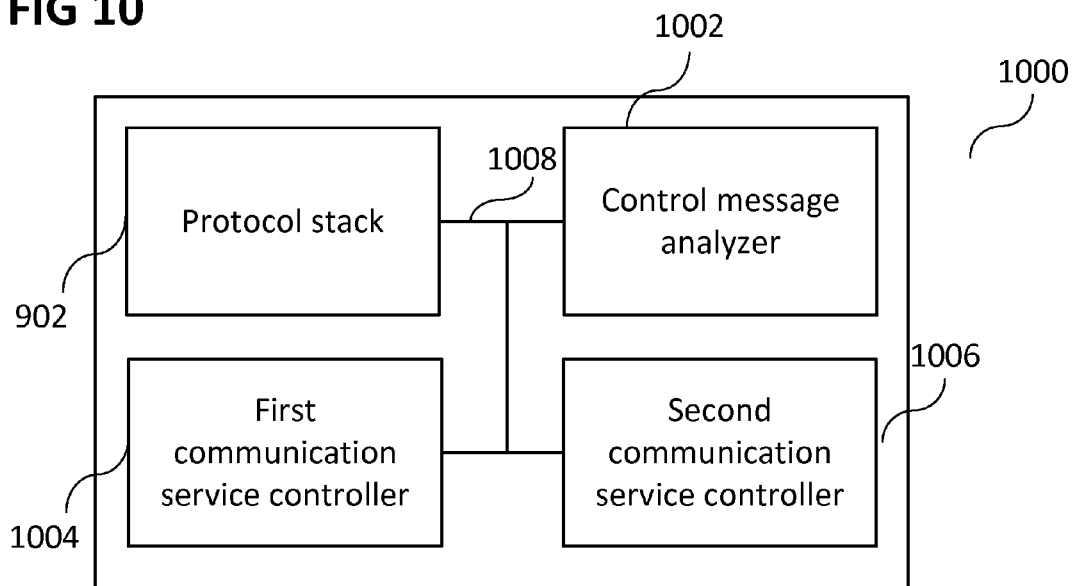 FIG 10
1002
1000
1008
Protocol stack
Control message
analyzer
902
1006
First
communication
service controller
Second
communication
service controller
1004